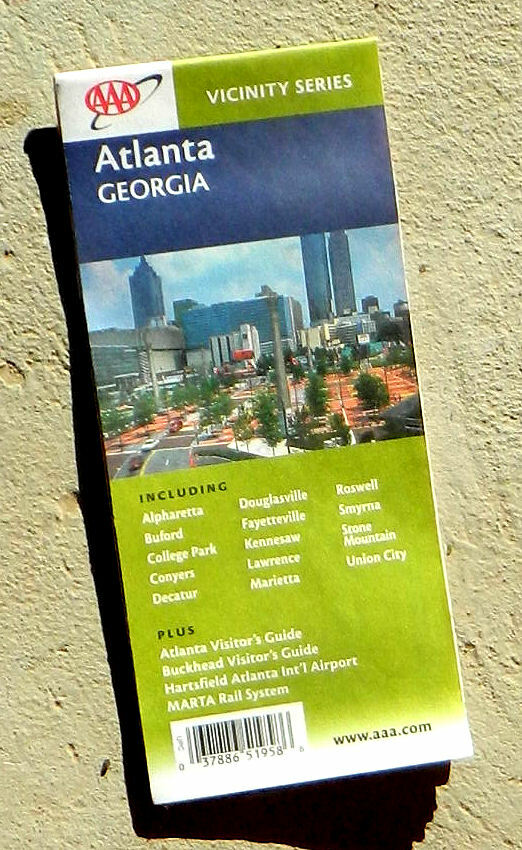 AAA
VICINITY SERIES
Atlanta
GEORGIA
INCLUDING
Alpharetta
Buford
College Park
Conyers
Decatur
Douglasville
Fayetteville
Kennesaw
Lawrence
Marietta
Roswell
Smyrna
Stone
Mountain
Union City
PLUS
Atlanta Visitor's Guide
Buckhead Visitor's Guide
Hartsfield Atlanta Int'l Airport
MARTA Rail System
UPC
0 37886 51958 6
www.aaa.com